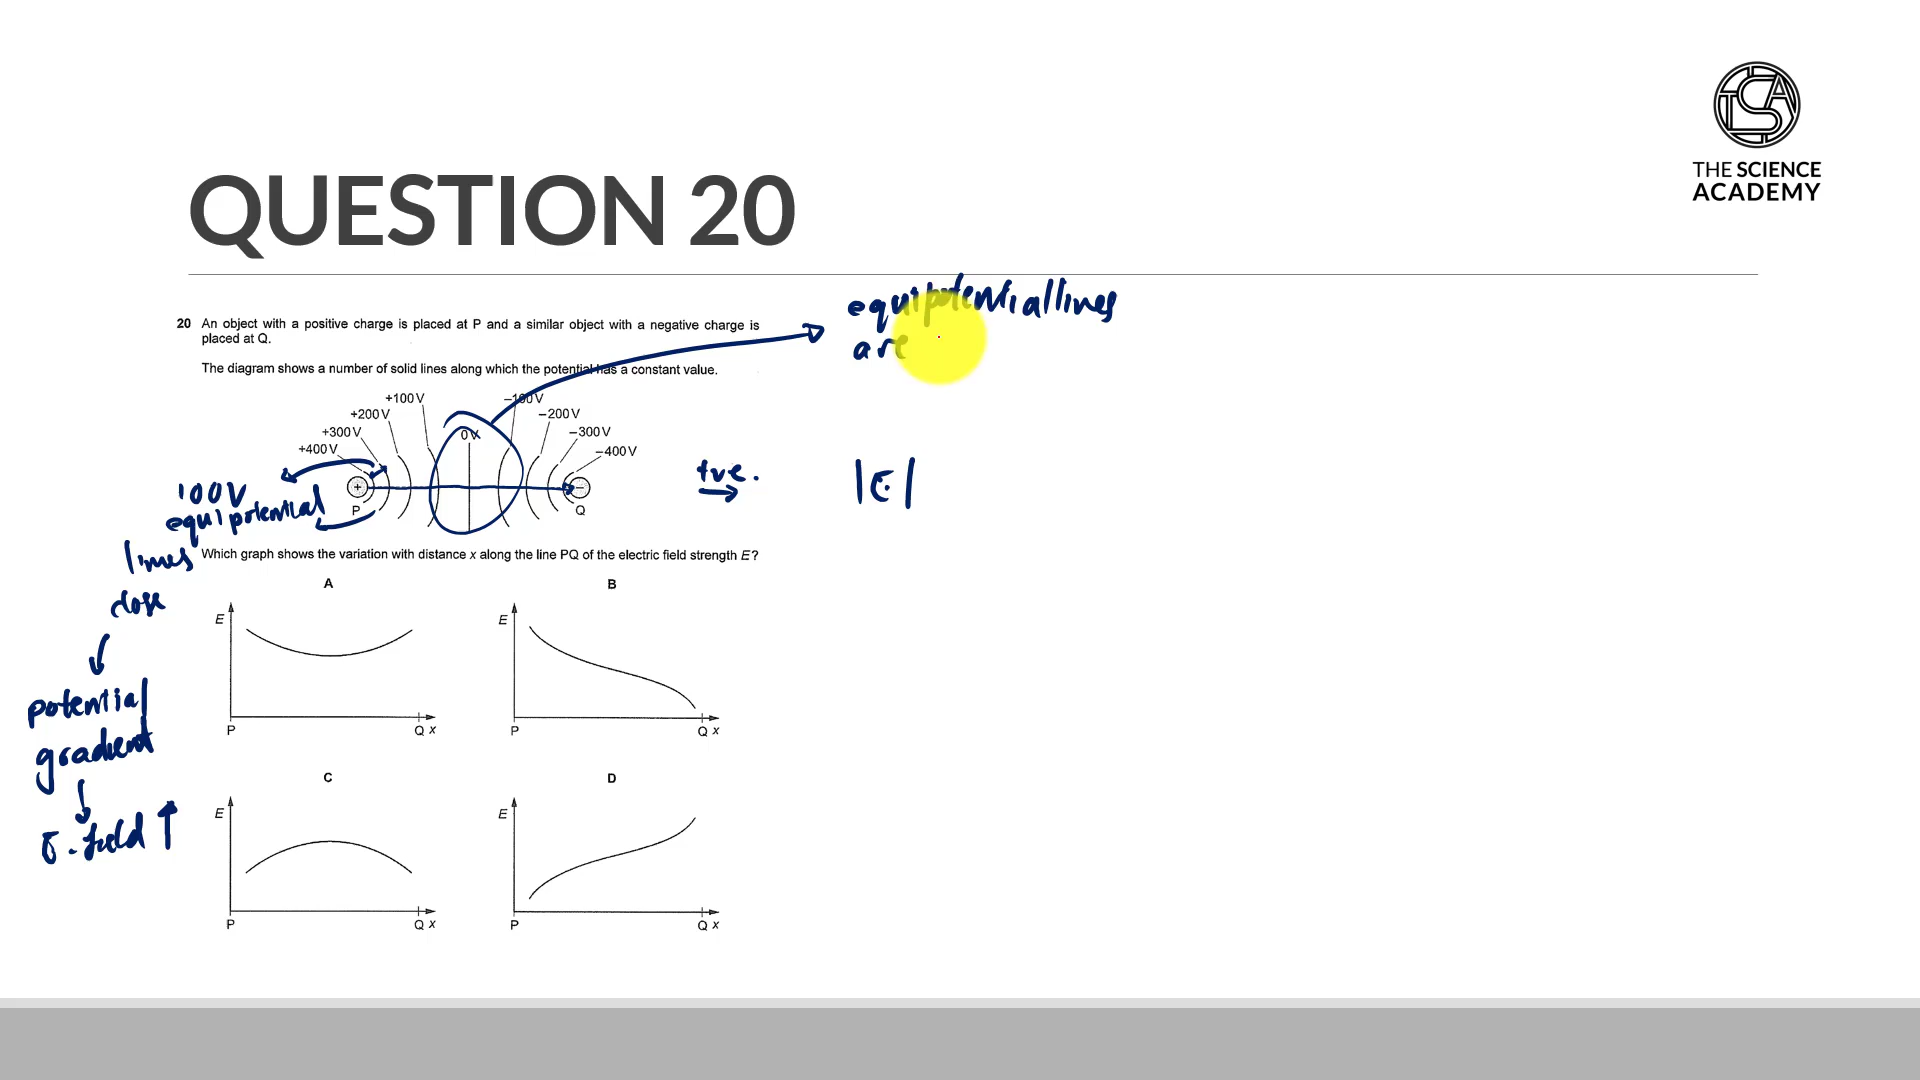 THE SCIENCE
ACADEMY
QUESTION 20
equipotential lines
are
20 An object with a positive charge is placed at P and a similar object with a negative charge is
placed at Q.
The diagram shows a number of solid lines along which the potential has a constant value.
+100 V
−100 V
+200 V
−200 V
+300 V
0 V
−300 V
+400 V
−400 V
+
−
P
Q
+ve.
|E|
100V
equipotential
lines
close
potential
gradient
E. field ↑
Which graph shows the variation with distance x along the line PQ of the electric field strength E?
A
B
E
E
P
Q x
P
Q x
C
D
E
E
P
Q x
P
Q x